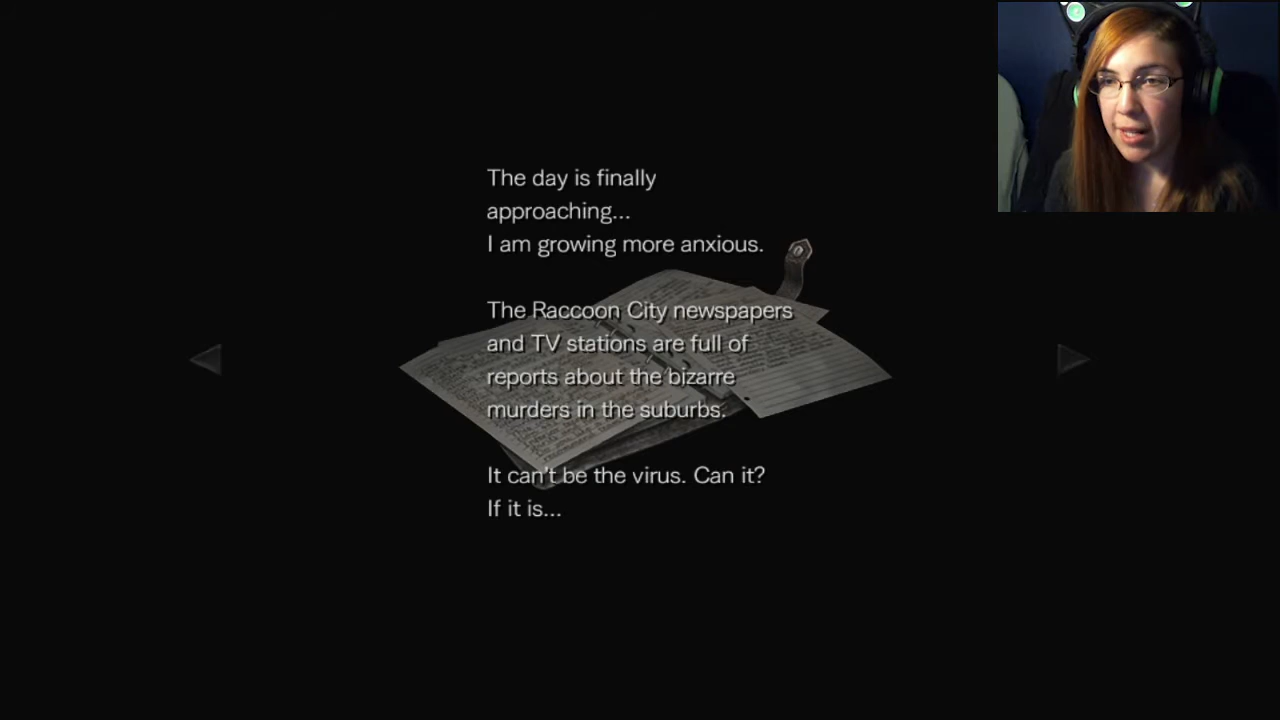 The day is finally
approaching...
I am growing more anxious.
The Raccoon City newspapers
and TV stations are full of
reports about the bizarre
murders in the suburbs.
It can't be the virus. Can it?
If it is...